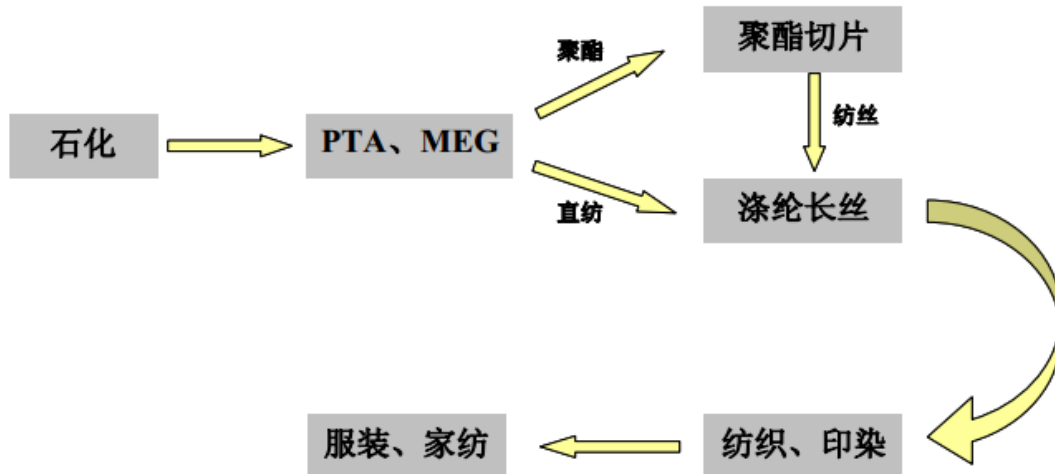 聚酯切片
聚酯
纺丝
石化
PTA、MEG
直纺
涤纶长丝
服装、家纺
纺织、印染